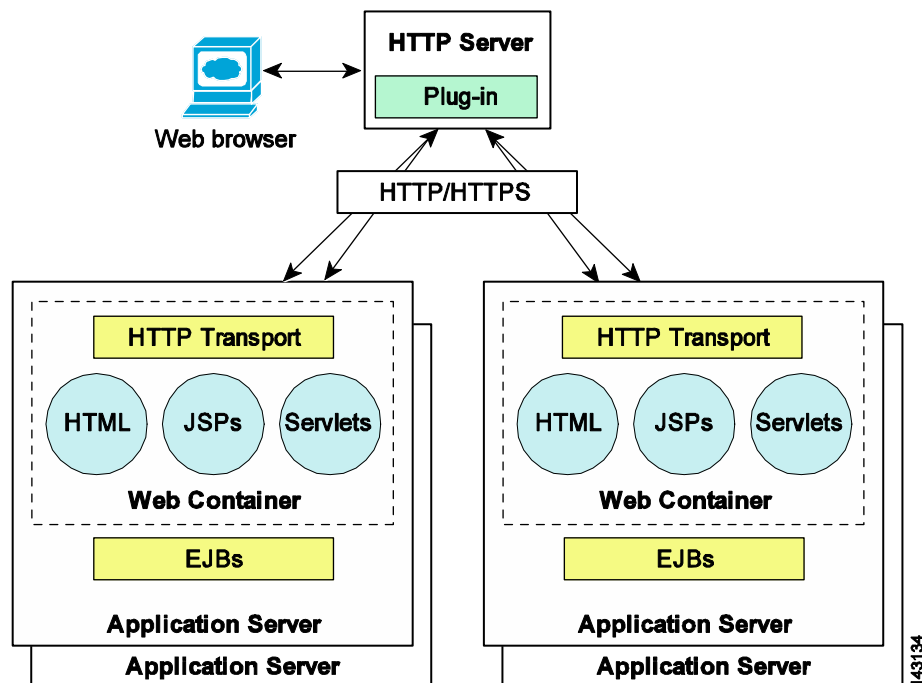 HTTP Server
Plug-in
Web browser
HTTP/HTTPS
HTTP Transport
HTML
JSPs
Servlets
Web Container
EJBs
Application Server
Application Server
HTTP Transport
HTML
JSPs
Servlets
Web Container
EJBs
Application Server
Application Server
143134